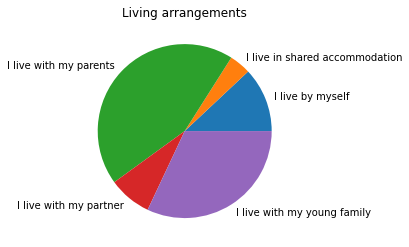 Living arrangements
I live with my parents
I live in shared accommodation
I live by myself
I live with my partner
I live with my young family